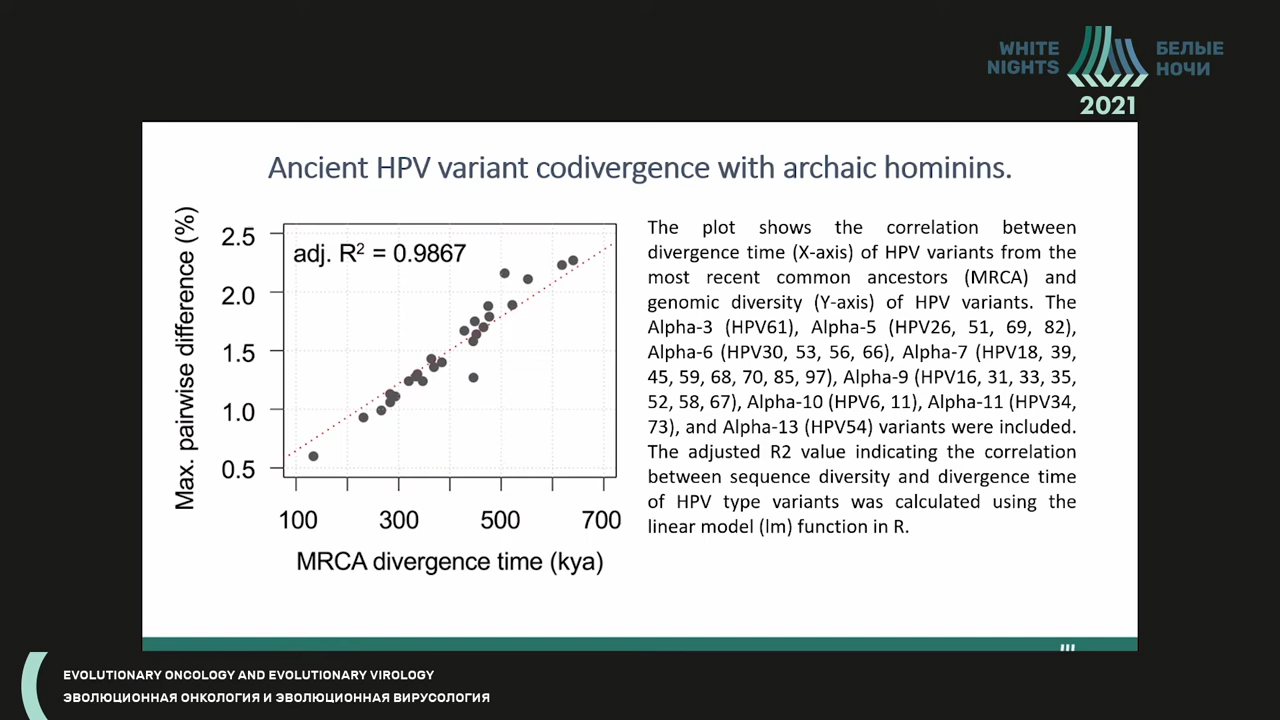 WHITE
NIGHTS
БЕЛЫЕ
НОЧИ
2021
Ancient HPV variant codivergence with archaic hominins.
Max. pairwise difference (%)
2.5
2.0
1.5
1.0
0.5
adj. R² = 0.9867
100 300 500 700
MRCA divergence time (kya)
The plot shows the correlation between
divergence time (X-axis) of HPV variants from the
most recent common ancestors (MRCA) and
genomic diversity (Y-axis) of HPV variants. The
Alpha-3 (HPV61), Alpha-5 (HPV26, 51, 69, 82),
Alpha-6 (HPV30, 53, 56, 66), Alpha-7 (HPV18, 39,
45, 59, 68, 70, 85, 97), Alpha-9 (HPV16, 31, 33, 35,
52, 58, 67), Alpha-10 (HPV6, 11), Alpha-11 (HPV34,
73), and Alpha-13 (HPV54) variants were included.
The adjusted R2 value indicating the correlation
between sequence diversity and divergence time
of HPV type variants was calculated using the
linear model (lm) function in R.
EVOLUTIONARY ONCOLOGY AND EVOLUTIONARY VIROLOGY
ЭВОЛЮЦИОННАЯ ОНКОЛОГИЯ И ЭВОЛЮЦИОННАЯ ВИРУСОЛОГИЯ